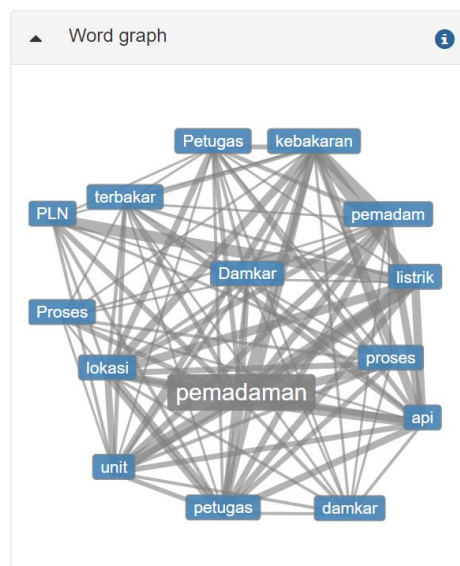 Word graph
Petugas kebakaran
terbakar
PLN pemadam
Damkar listrik
Proses
lokasi proses
pemadaman
api
unit
petugas damkar